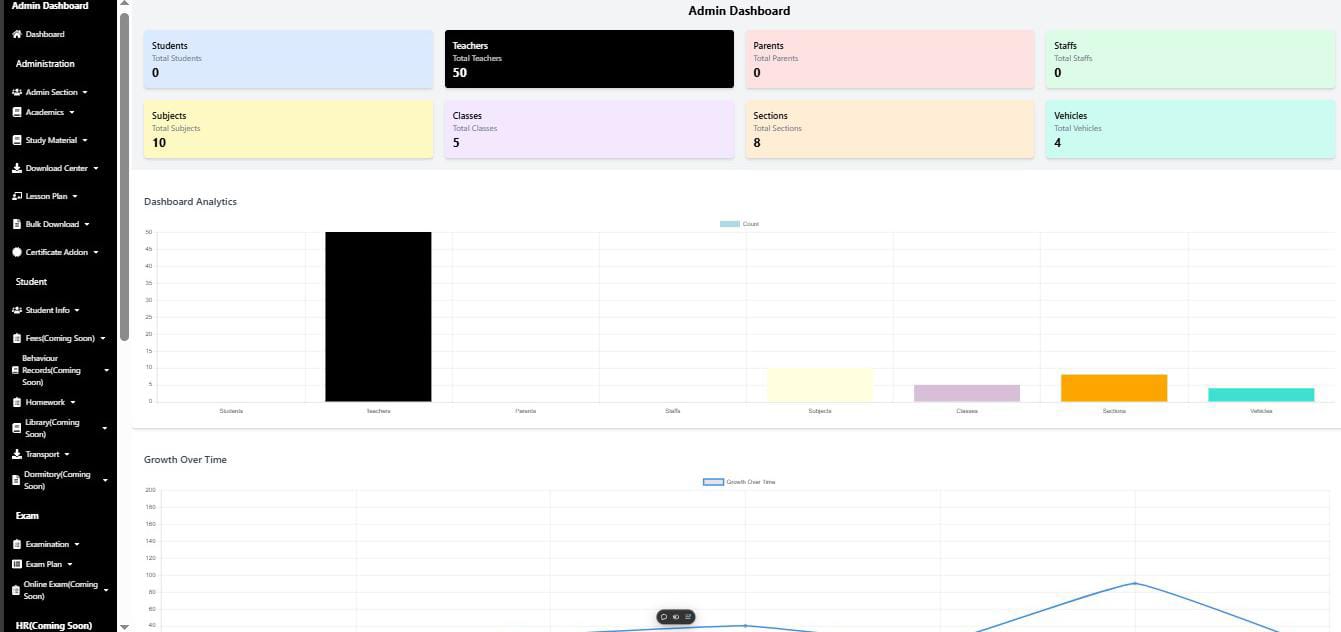 Admin Dashboard
Dashboard
Administration
Admin Section
Academics
Study Material
Download Center
Lesson Plan
Bulk Download
Certificate Addon
Student
Student Info
Fees(Coming Soon)
Behaviour
Records(Coming
Soon)
Homework
Library(Coming
Soon)
Transport
Dormitory(Coming
Soon)
Exam
Examination
Exam Plan
Online Exam(Coming
Soon)
HR(Coming Soon)
Admin Dashboard
Students
Total Students
0
Teachers
Total Teachers
50
Parents
Total Parents
0
Staffs
Total Staffs
0
Subjects
Total Subjects
10
Classes
Total Classes
5
Sections
Total Sections
8
Vehicles
Total Vehicles
4
Dashboard Analytics
Count
50
45
40
35
30
25
20
15
10
5
0
Students Teachers Parents Staffs Subjects Classes Sections Vehicles
Growth Over Time
Growth Over Time
200
180
160
140
120
100
80
60
40